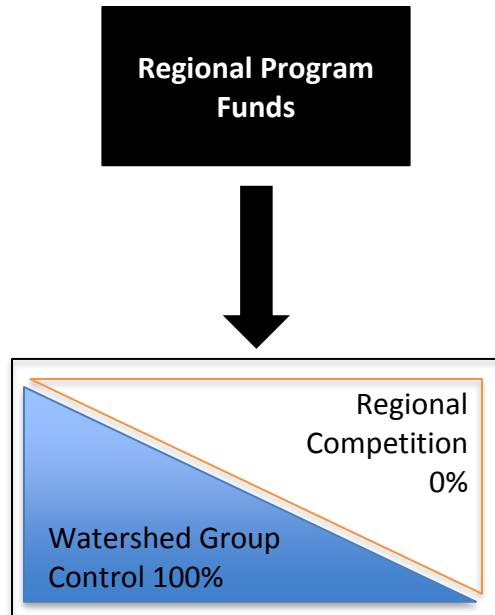 Regional Program
Funds
Regional
Competition
0%
Watershed Group
Control 100%